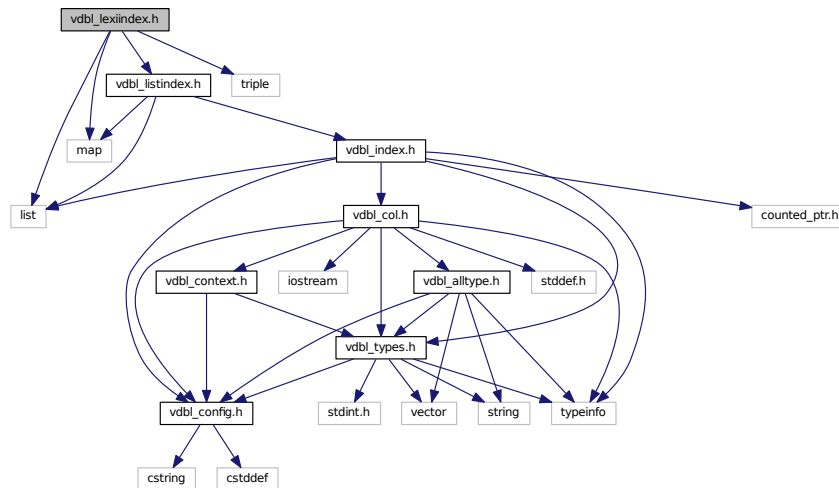 vdbl_lexiindex.h
vdbl_listindex.h
triple
map
vdbl_index.h
list
vdbl_col.h
counted_ptr.h
vdbl_context.h
iostream
vdbl_alltype.h
stddef.h
vdbl_types.h
vdbl_config.h
stdint.h
vector
string
typeinfo
cstring
cstddef